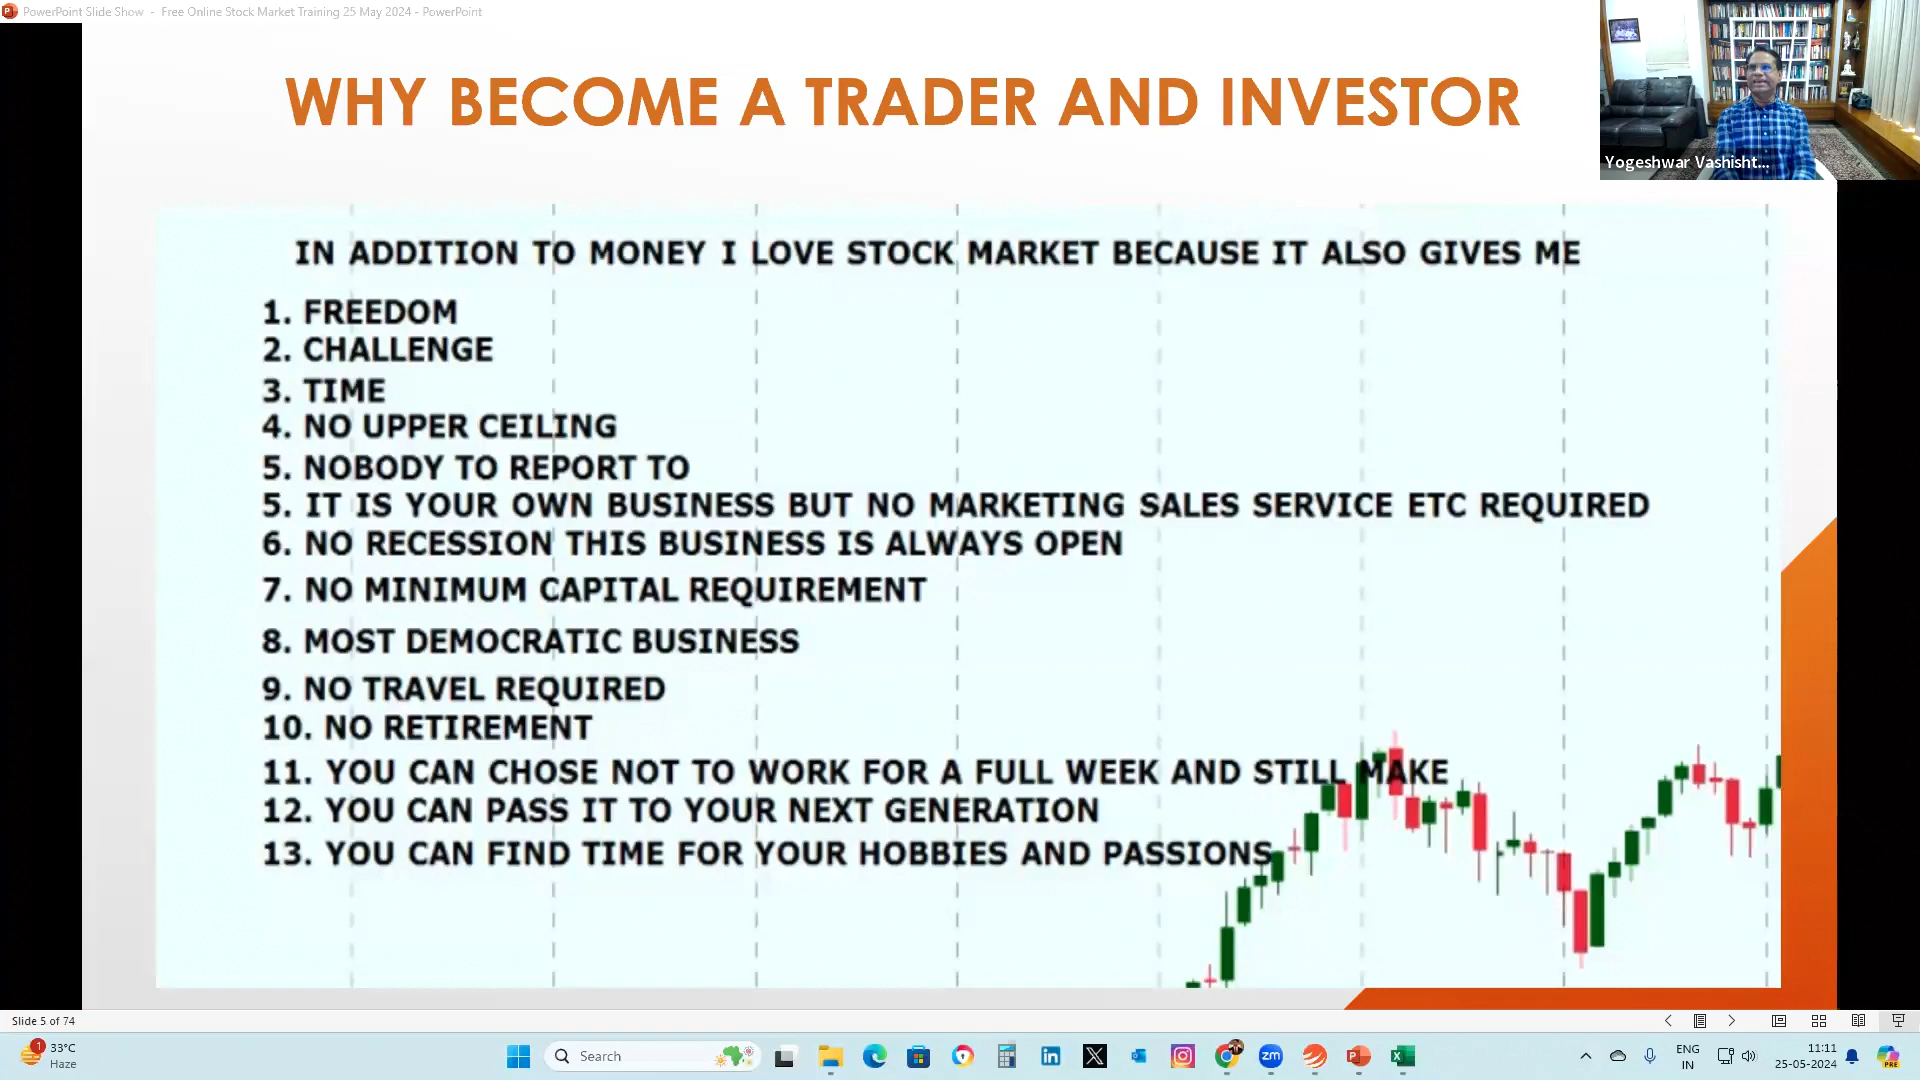 PowerPoint Slide Show - Free Online Stock Market Training 25 May 2024 - PowerPoint
WHY BECOME A TRADER AND INVESTOR
Yogeshwar Vashisht...
IN ADDITION TO MONEY I LOVE STOCK MARKET BECAUSE IT ALSO GIVES ME
1. FREEDOM
2. CHALLENGE
3. TIME
4. NO UPPER CEILING
5. NOBODY TO REPORT TO
5. IT IS YOUR OWN BUSINESS BUT NO MARKETING SALES SERVICE ETC REQUIRED
6. NO RECESSION THIS BUSINESS IS ALWAYS OPEN
7. NO MINIMUM CAPITAL REQUIREMENT
8. MOST DEMOCRATIC BUSINESS
9. NO TRAVEL REQUIRED
10. NO RETIREMENT
11. YOU CAN CHOSE NOT TO WORK FOR A FULL WEEK AND STILL MAKE
12. YOU CAN PASS IT TO YOUR NEXT GENERATION
13. YOU CAN FIND TIME FOR YOUR HOBBIES AND PASSIONS
Slide 5 of 74
1
33°C
Haze
Search
in
X
zm
ENG
IN
11:11
25-05-2024
PRE